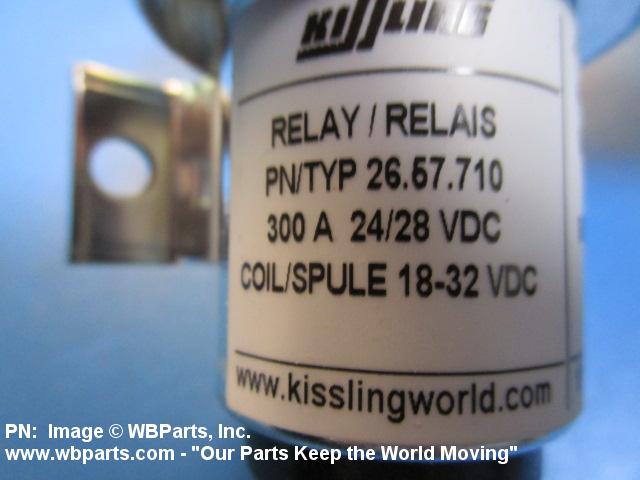 KISSLING
RELAY / RELAIS
PN/TYP 26.57.710
300 A 24/28 VDC
COIL/SPULE 18-32 VDC
www.kisslingworld.com
PN: Image © WBParts, Inc.
www.wbparts.com - "Our Parts Keep the World Moving"